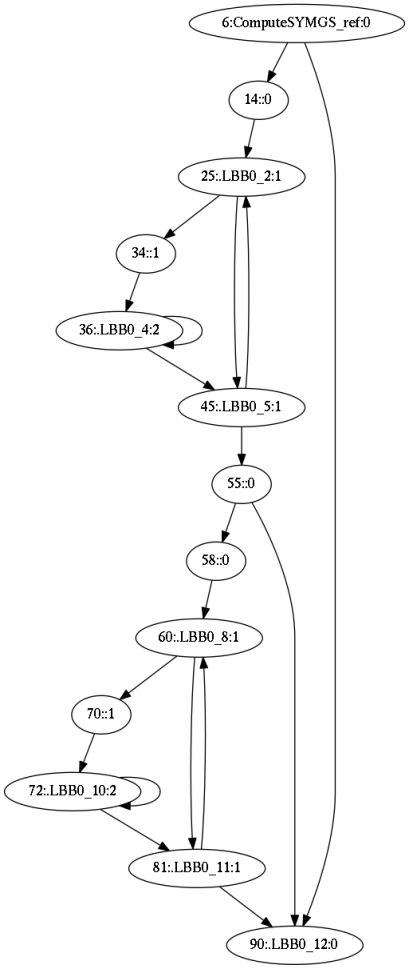 6:ComputeSYMGS_ref:0
14::0
25:.LBB0_2:1
34::1
36:.LBB0_4:2
45:.LBB0_5:1
55::0
58::0
60:.LBB0_8:1
70::1
72:.LBB0_10:2
81:.LBB0_11:1
90:.LBB0_12:0